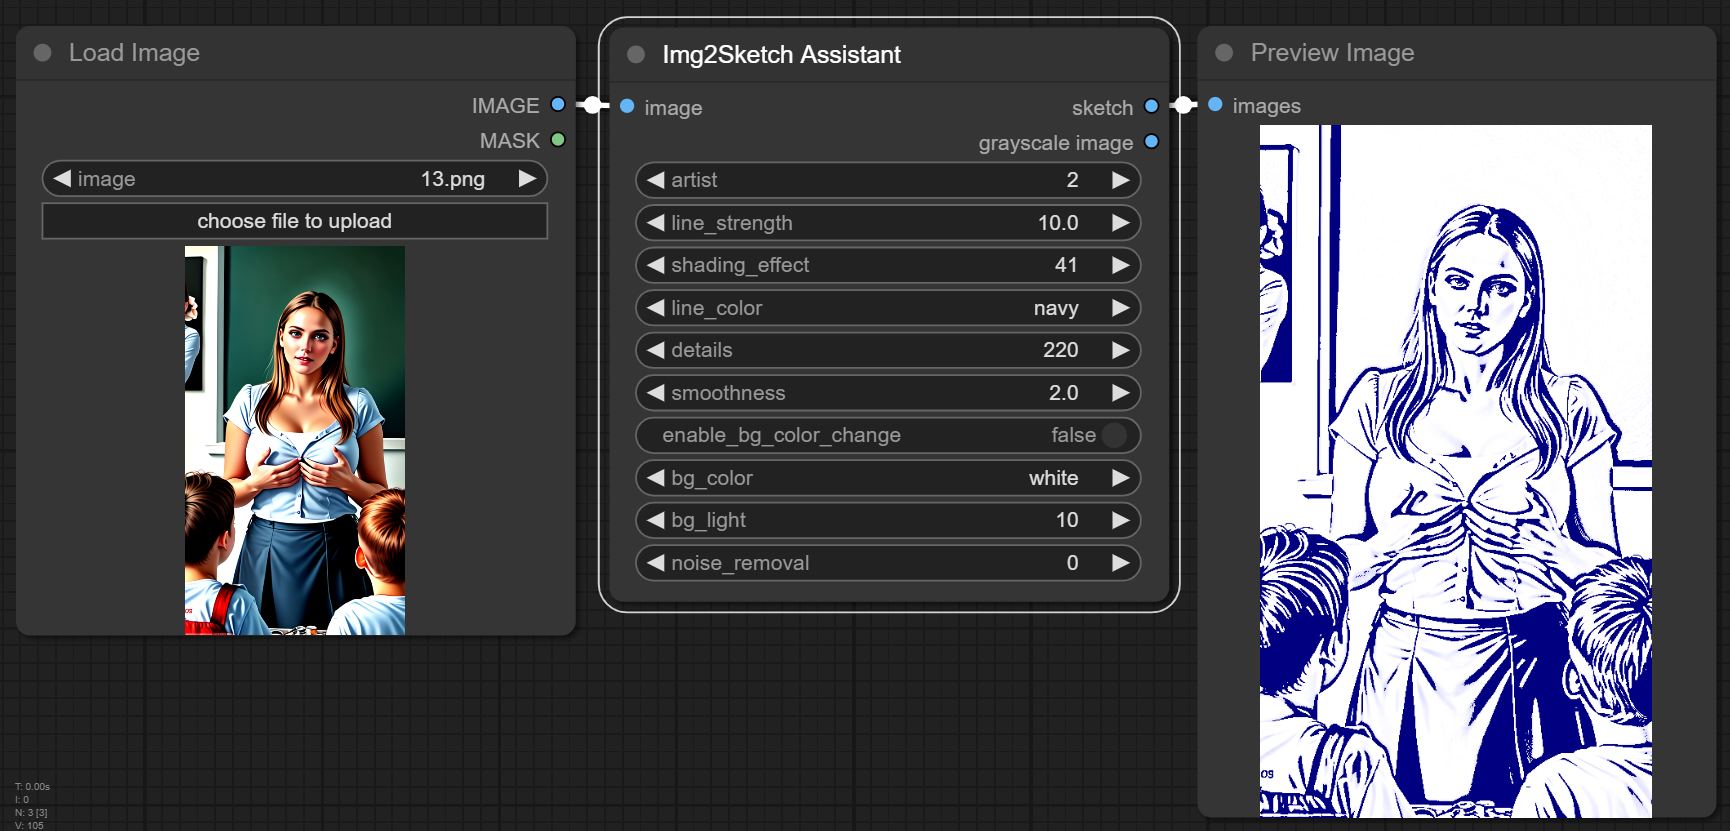 Load Image
IMAGE
MASK
image 13.png
choose file to upload
Img2Sketch Assistant
image sketch
grayscale image
artist 2
line_strength 10.0
shading_effect 41
line_color navy
details 220
smoothness 2.0
enable_bg_color_change false
bg_color white
bg_light 10
noise_removal 0
Preview Image
images
T: 0.00s
I: 0
N: 3 [3]
V: 105